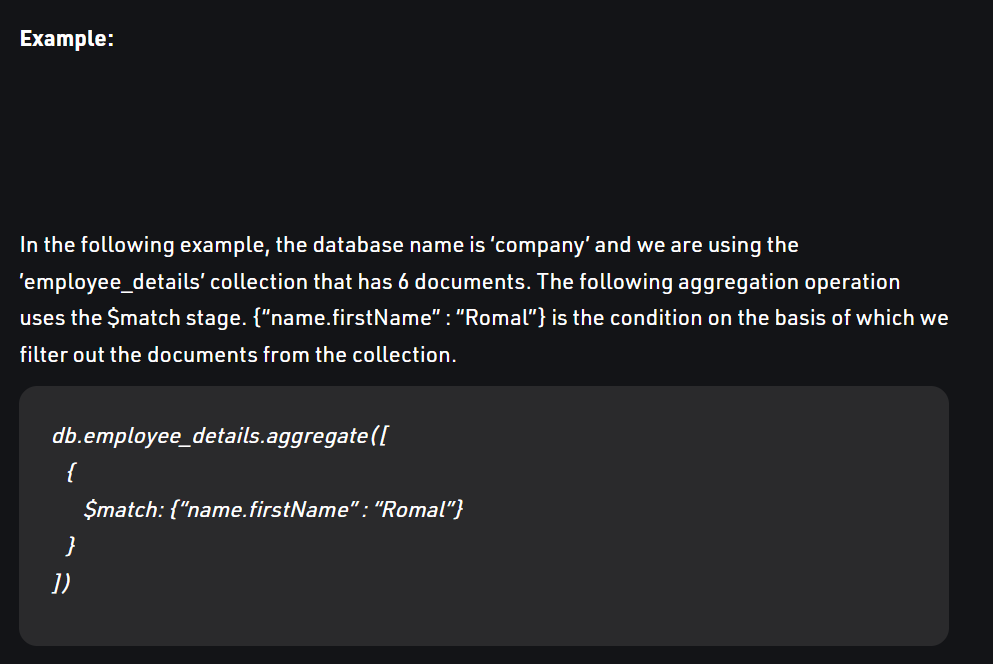 Example:
In the following example, the database name is ‘company’ and we are using the
‘employee_details’ collection that has 6 documents. The following aggregation operation
uses the $match stage. {“name.firstName” : “Romal”} is the condition on the basis of which we
filter out the documents from the collection.
db.employee_details.aggregate([
{
$match: {“name.firstName” : “Romal”}
}
])